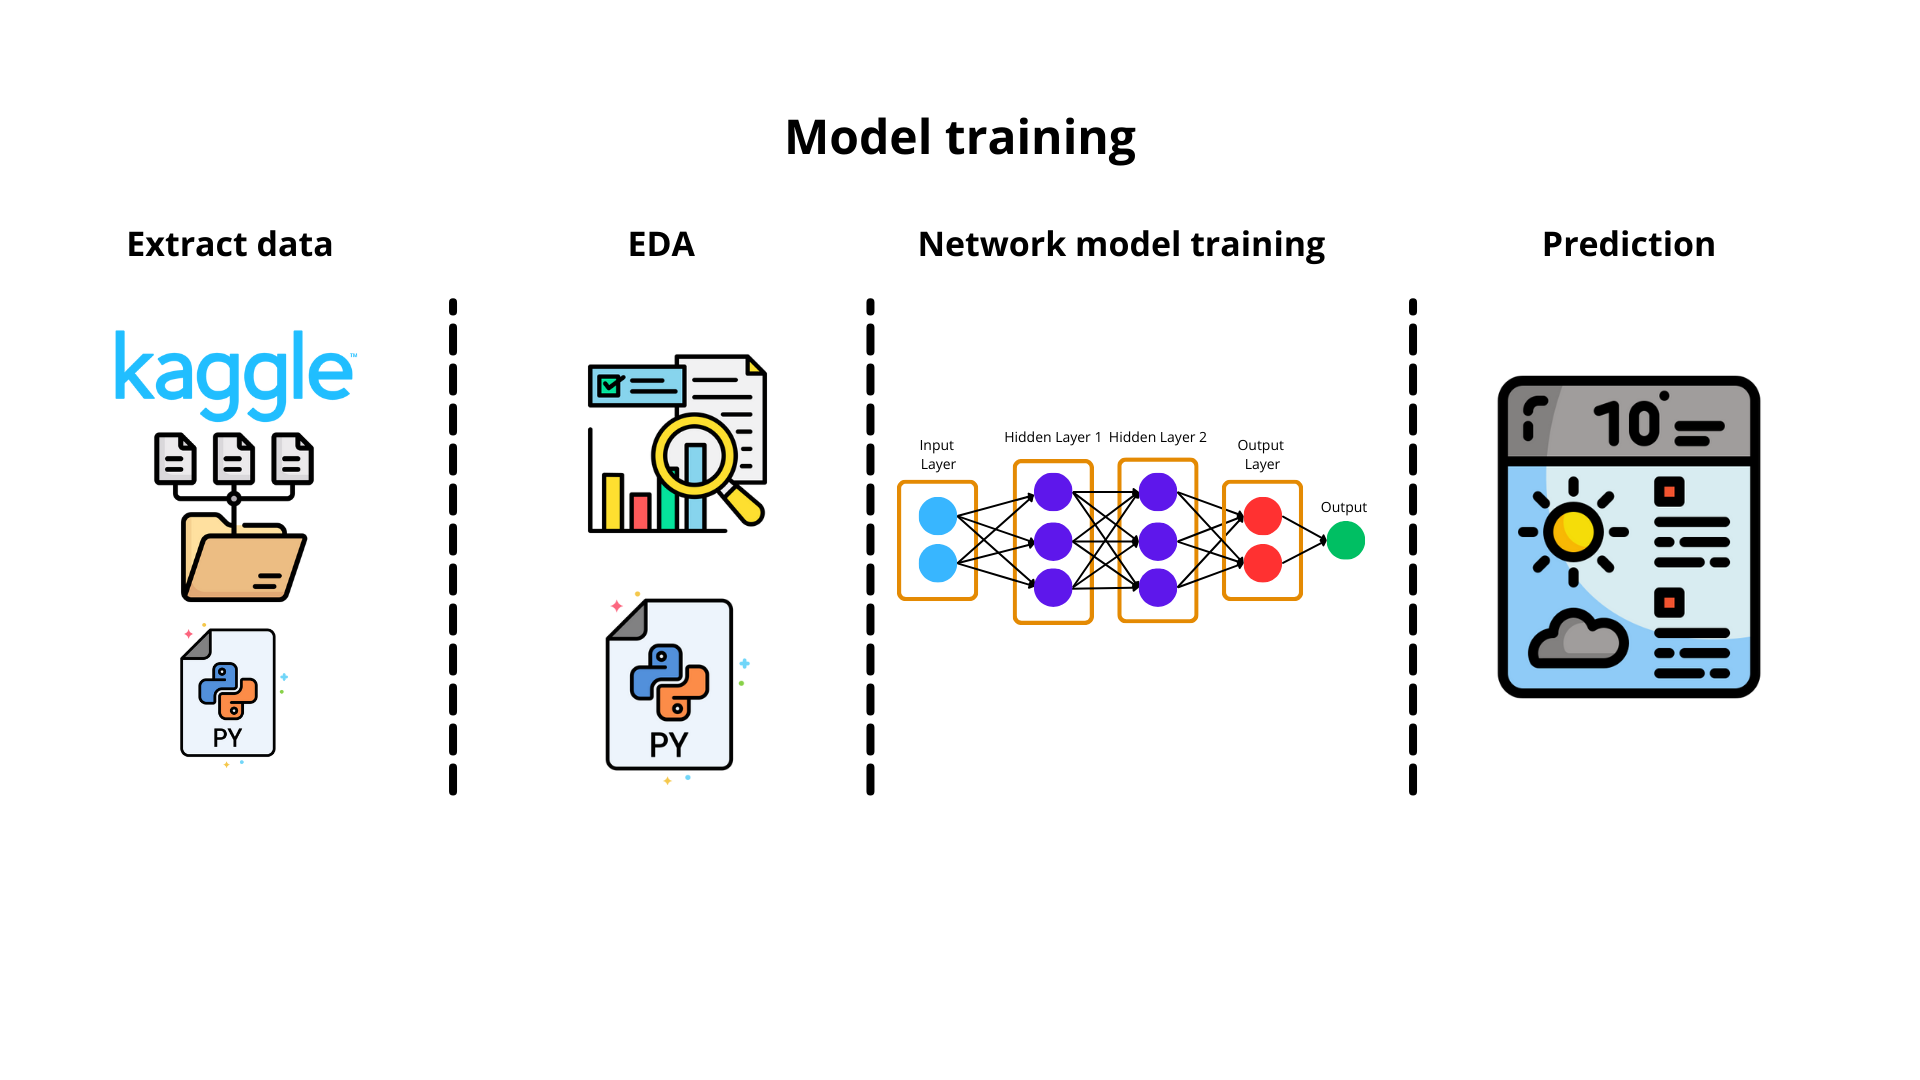 Model training
Extract data
EDA
Network model training
Prediction
kaggle™
PY
PY
Input
Layer
Hidden Layer 1
Hidden Layer 2
Output
Layer
Output
10°